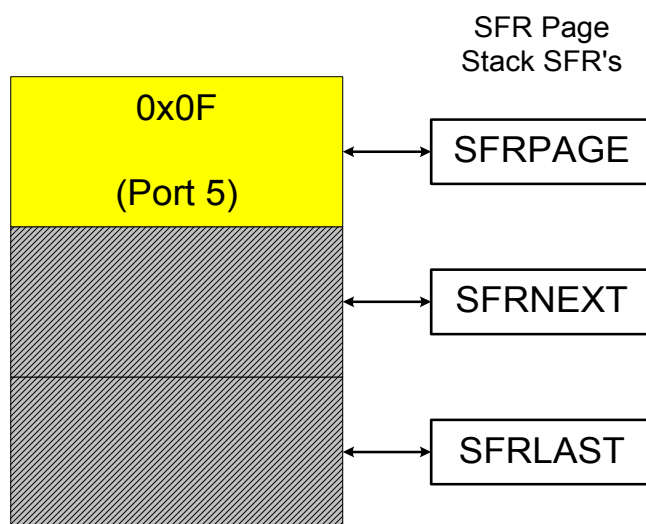 SFR Page
Stack SFR's
0x0F
(Port 5)
SFRPAGE
SFRNEXT
SFRLAST